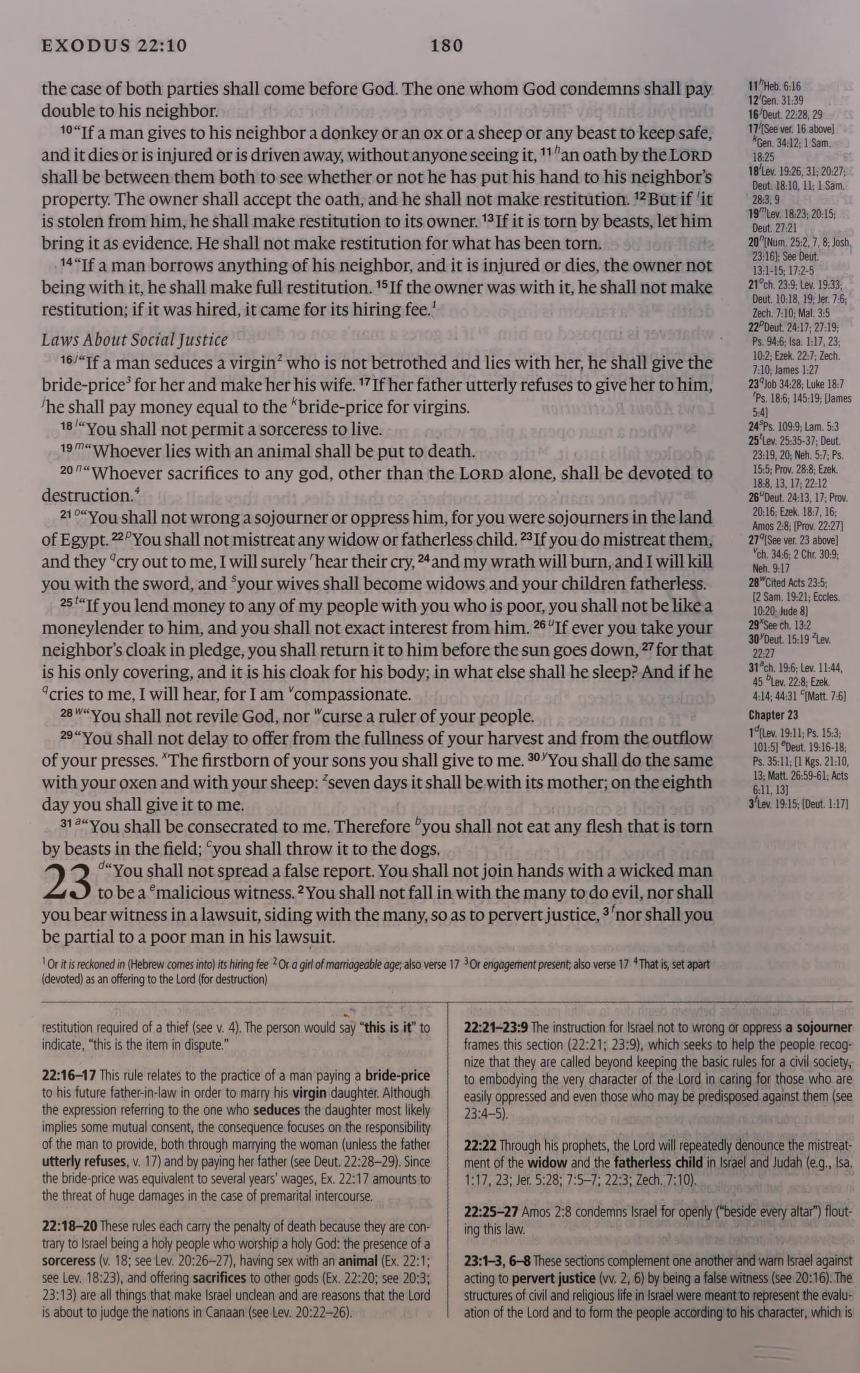 EXODUS 22:10
180
the case of both parties shall come before God. The one whom God condemns shall pay
double to his neighbor.
10 “If a man gives to his neighbor a donkey or an ox or a sheep or any beast to keep safe,
and it dies or is injured or is driven away, without anyone seeing it, 11 h an oath by the LORD
shall be between them both to see whether or not he has put his hand to his neighbor’s
property. The owner shall accept the oath, and he shall not make restitution. 12 But if i it
is stolen from him, he shall make restitution to its owner. 13 If it is torn by beasts, let him
bring it as evidence. He shall not make restitution for what has been torn.
14 “If a man borrows anything of his neighbor, and it is injured or dies, the owner not
being with it, he shall make full restitution. 15 If the owner was with it, he shall not make
restitution; if it was hired, it came for its hiring fee.1
Laws About Social Justice
16 j “If a man seduces a virgin2 who is not betrothed and lies with her, he shall give the
bride-price3 for her and make her his wife. 17 If her father utterly refuses to give her to him,
j he shall pay money equal to the k bride-price for virgins.
18 l “You shall not permit a sorceress to live.
19 m “Whoever lies with an animal shall be put to death.
20 n “Whoever sacrifices to any god, other than the LORD alone, shall be devoted to
destruction.4
21 o “You shall not wrong a sojourner or oppress him, for you were sojourners in the land
of Egypt. 22 p You shall not mistreat any widow or fatherless child. 23 If you do mistreat them,
and they q cry out to me, I will surely r hear their cry, 24 and my wrath will burn, and I will kill
you with the sword, and s your wives shall become widows and your children fatherless.
25 t “If you lend money to any of my people with you who is poor, you shall not be like a
moneylender to him, and you shall not exact interest from him. 26 u If ever you take your
neighbor’s cloak in pledge, you shall return it to him before the sun goes down, 27 for that
is his only covering, and it is his cloak for his body; in what else shall he sleep? And if he
q cries to me, I will hear, for I am v compassionate.
28 w “You shall not revile God, nor w curse a ruler of your people.
29 “You shall not delay to offer from the fullness of your harvest and from the outflow
of your presses. x The firstborn of your sons you shall give to me. 30 y You shall do the same
with your oxen and with your sheep: z seven days it shall be with its mother; on the eighth
day you shall give it to me.
31 a “You shall be consecrated to me. Therefore b you shall not eat any flesh that is torn
by beasts in the field; c you shall throw it to the dogs.
23 d “You shall not spread a false report. You shall not join hands with a wicked man
to be a e malicious witness. 2 You shall not fall in with the many to do evil, nor shall
you bear witness in a lawsuit, siding with the many, so as to pervert justice, 3 f nor shall you
be partial to a poor man in his lawsuit.
1 Or it is reckoned in (Hebrew comes into) its hiring fee 2 Or a girl of marriageable age; also verse 17 3 Or engagement present; also verse 17 4 That is, set apart
(devoted) as an offering to the Lord (for destruction)
11 h Heb. 6:16
12 i Gen. 31:39
16 j Deut. 22:28, 29
17 j [See ver. 16 above]
k Gen. 34:12; 1 Sam.
18:25
18 l Lev. 19:26, 31; 20:27;
Deut. 18:10, 11; 1 Sam.
28:3, 9
19 m Lev. 18:23; 20:15;
Deut. 27:21
20 n [Num. 25:2, 7, 8; Josh.
23:16]; See Deut.
13:1-15; 17:2-5
21 o ch. 23:9; Lev. 19:33;
Deut. 10:18, 19; Jer. 7:6;
Zech. 7:10; Mal. 3:5
22 p Deut. 24:17; 27:19;
Ps. 94:6; Isa. 1:17, 23;
10:2; Ezek. 22:7; Zech.
7:10; James 1:27
23 q Job 34:28; Luke 18:7
r Ps. 18:6; 145:19; [James
5:4]
24 s Ps. 109:9; Lam. 5:3
25 t Lev. 25:35-37; Deut.
23:19, 20; Neh. 5:7; Ps.
15:5; Prov. 28:8; Ezek.
18:8, 13, 17; 22:12
26 u Deut. 24:13, 17; Prov.
20:16; Ezek. 18:7, 16;
Amos 2:8; [Prov. 22:27]
27 q [See ver. 23 above]
v ch. 34:6; 2 Chr. 30:9;
Neh. 9:17
28 w Cited Acts 23:5;
[2 Sam. 19:21; Eccles.
10:20; Jude 8]
29 x See ch. 13:2
30 y Deut. 15:19 z Lev.
22:27
31 a ch. 19:6; Lev. 11:44,
45 b Lev. 22:8; Ezek.
4:14; 44:31 c [Matt. 7:6]
Chapter 23
1 d [Lev. 19:11; Ps. 15:3;
101:5] e Deut. 19:16-18;
Ps. 35:11; [1 Kgs. 21:10,
13; Matt. 26:59-61; Acts
6:11, 13]
3 f Lev. 19:15; [Deut. 1:17]
restitution required of a thief (see v. 4). The person would say “this is it” to
indicate, “this is the item in dispute.”
22:16–17 This rule relates to the practice of a man paying a bride-price
to his future father-in-law in order to marry his virgin daughter. Although
the expression referring to the one who seduces the daughter most likely
implies some mutual consent, the consequence focuses on the responsibility
of the man to provide, both through marrying the woman (unless the father
utterly refuses, v. 17) and by paying her father (see Deut. 22:28–29). Since
the bride-price was equivalent to several years’ wages, Ex. 22:17 amounts to
the threat of huge damages in the case of premarital intercourse.
22:18–20 These rules each carry the penalty of death because they are con-
trary to Israel being a holy people who worship a holy God: the presence of a
sorceress (v. 18; see Lev. 20:26–27), having sex with an animal (Ex. 22:1;
see Lev. 18:23), and offering sacrifices to other gods (Ex. 22:20; see 20:3;
23:13) are all things that make Israel unclean and are reasons that the Lord
is about to judge the nations in Canaan (see Lev. 20:22–26).
22:21–23:9 The instruction for Israel not to wrong or oppress a sojourner
frames this section (22:21; 23:9), which seeks to help the people recog-
nize that they are called beyond keeping the basic rules for a civil society,
to embodying the very character of the Lord in caring for those who are
easily oppressed and even those who may be predisposed against them (see
23:4–5).
22:22 Through his prophets, the Lord will repeatedly denounce the mistreat-
ment of the widow and the fatherless child in Israel and Judah (e.g., Isa.
1:17, 23; Jer. 5:28; 7:5–7; 22:3; Zech. 7:10).
22:25–27 Amos 2:8 condemns Israel for openly (“beside every altar”) flout-
ing this law.
23:1–3, 6–8 These sections complement one another and warn Israel against
acting to pervert justice (vv. 2, 6) by being a false witness (see 20:16). The
structures of civil and religious life in Israel were meant to represent the evalu-
ation of the Lord and to form the people according to his character, which is